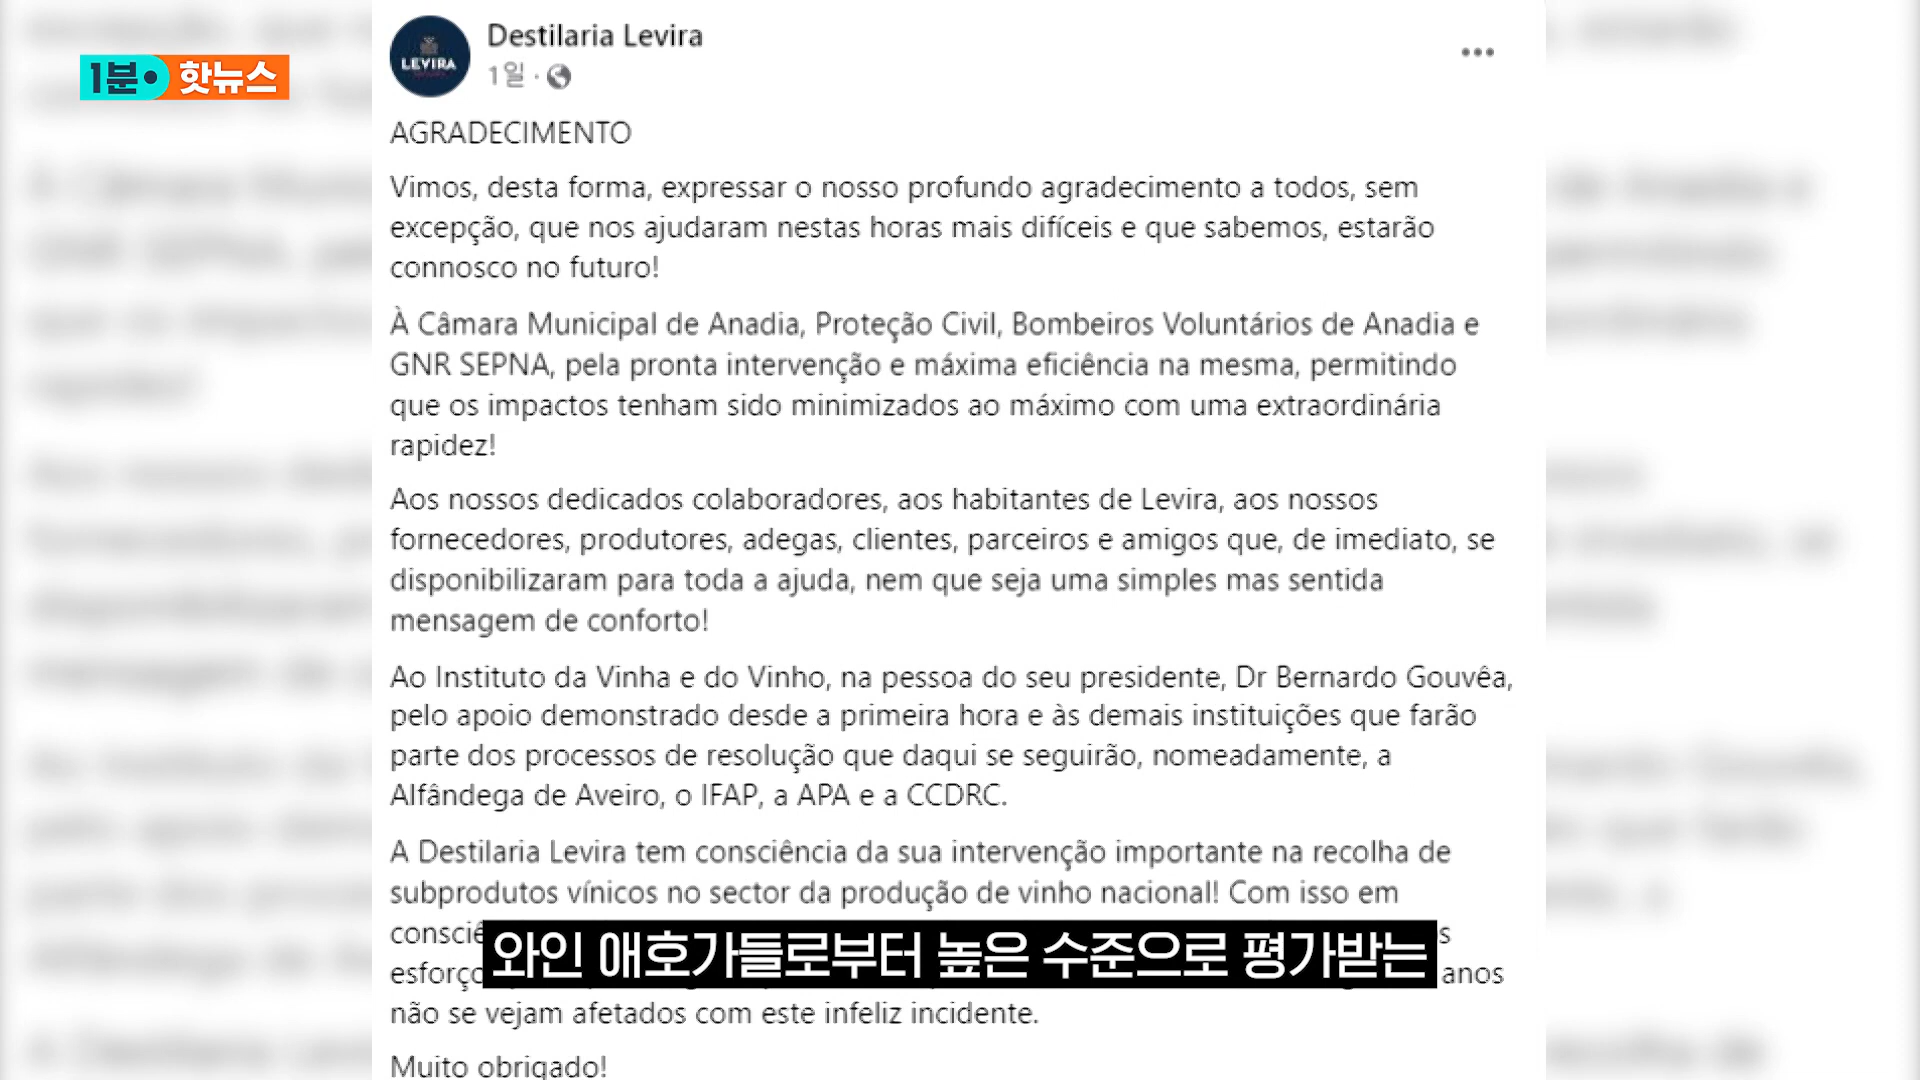 1분 핫뉴스
LEVIRA
Destilaria Levira
1일 ·
AGRADECIMENTO
Vimos, desta forma, expressar o nosso profundo agradecimento a todos, sem
excepção, que nos ajudaram nestas horas mais difíceis e que sabemos, estarão
connosco no futuro!
À Câmara Municipal de Anadia, Proteção Civil, Bombeiros Voluntários de Anadia e
GNR SEPNA, pela pronta intervenção e máxima eficiência na mesma, permitindo
que os impactos tenham sido minimizados ao máximo com uma extraordinária
rapidez!
Aos nossos dedicados colaboradores, aos habitantes de Levira, aos nossos
fornecedores, produtores, adegas, clientes, parceiros e amigos que, de imediato, se
disponibilizaram para toda a ajuda, nem que seja uma simples mas sentida
mensagem de conforto!
Ao Instituto da Vinha e do Vinho, na pessoa do seu presidente, Dr Bernardo Gouvêa,
pelo apoio demonstrado desde a primeira hora e às demais instituições que farão
parte dos processos de resolução que daqui se seguirão, nomeadamente, a
Alfândega de Aveiro, o IFAP, a APA e a CCDRC.
A Destilaria Levira tem consciência da sua intervenção importante na recolha de
subprodutos vínicos no sector da produção de vinho nacional! Com isso em
와인 애호가들로부터 높은 수준으로 평가받는
anos
não se vejam afetados com este infeliz incidente.
Muito obrigado!